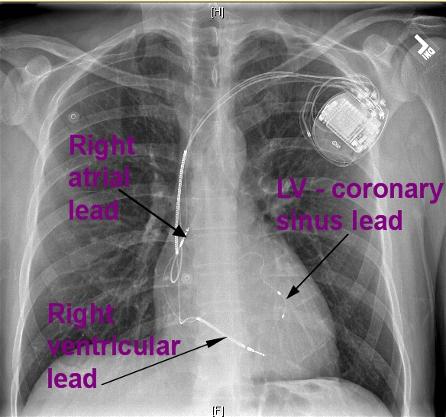 [H]
Right
atrial
lead
LV - coronary
sinus lead
Right
ventricular
lead
[F]